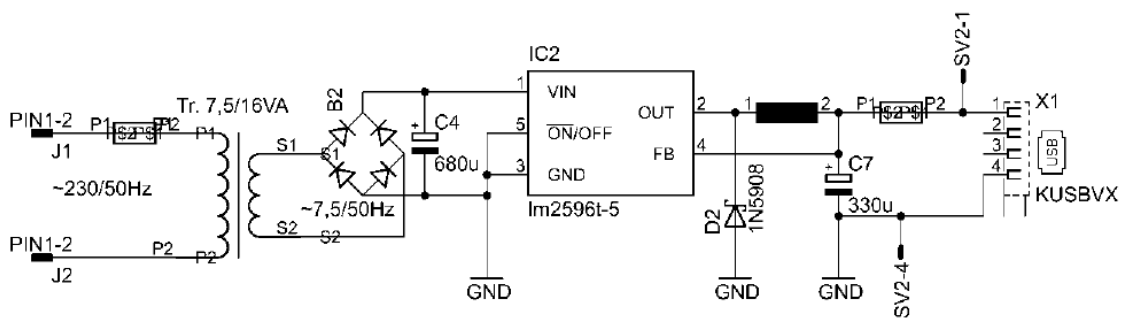 IC2
SV2-1
PIN1-2
P1
P2
P1
Tr. 7,5/16VA
B2
1
VIN
OUT
2
1
2
P1
P2
1
X1
J1
S1
S1
C4
680u
5
ON/OFF
2
3
USB
~230/50Hz
3
GND
FB
4
C7
4
lm2596t-5
330u
KUSBVX
~7,5/50Hz
D2
1N5908
PIN1-2
P2
P2
S2
S2
J2
GND
GND
GND
SV2-4